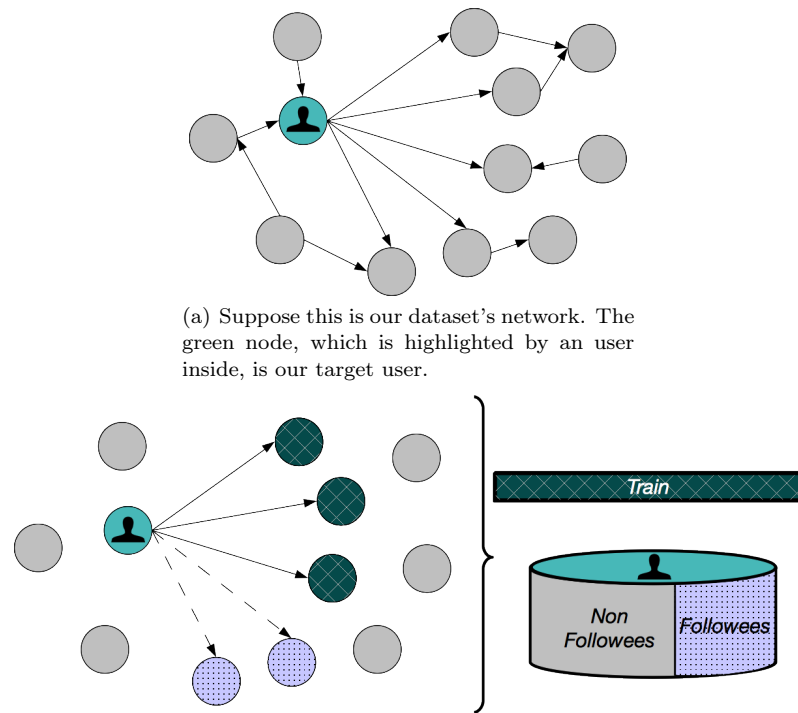 (a) Suppose this is our dataset's network. The
green node, which is highlighted by an user
inside, is our target user.
Train
Non
Followees
Followees